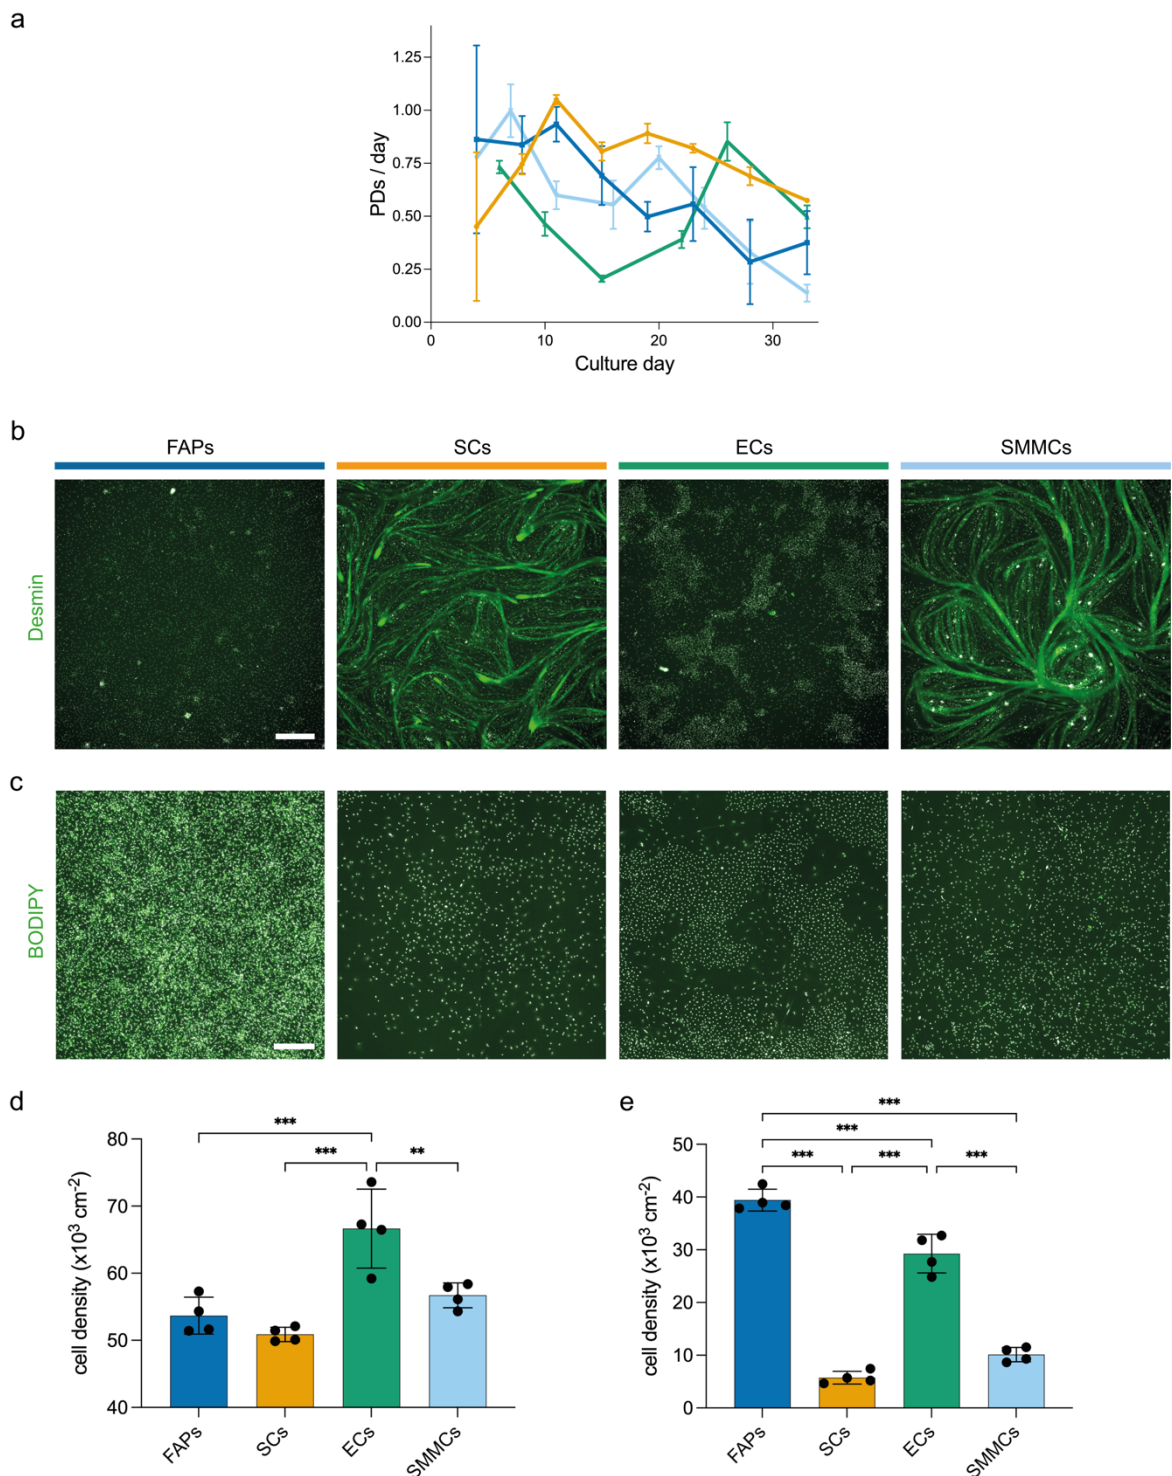 a
1.25
1.00
0.75
0.50
0.25
0.00
0 10 20 30
PDs / day
Culture day
b
FAPs SCs ECs SMMCs
Desmin
c
BODIPY
d
***
*** **
80
70
60
50
40
cell density (x10³ cm⁻²)
FAPs SCs ECs SMMCs
e
***
***
*** *** ***
50
40
30
20
10
0
cell density (x10³ cm⁻²)
FAPs SCs ECs SMMCs